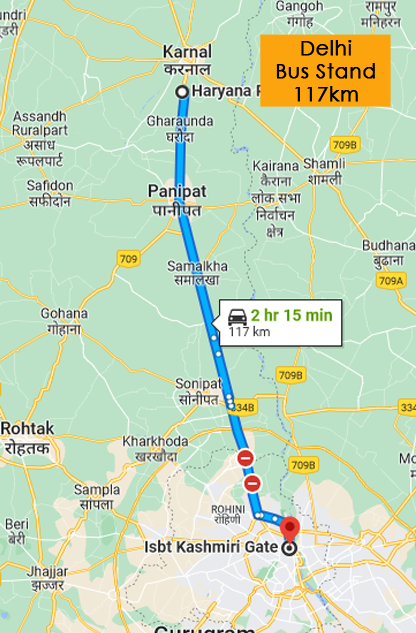 ındri
ूडरी
Gangoh
गंगोह
रामपुर
मनिहरन
Karnal
करनाल
Delhi
Bus Stand
117km
Haryana P
Gharaunda
घरौंदा
Assandh
Ruralpart
असांध
रूरलपार्ट
709B
Kairana
कैराना
लोक सभा
निर्वाचन
क्षेत्र
Shamli
शामली
Safidon
सफीदोन
Panipat
पानीपत
Budhana
बुढाना
709
Samalkha
समालखा
709A
Gohana
गोहाना
2 hr 15 min
117 km
709B
Sonipat
सोनीपत
334B
334
Rohtak
रोहतक
Kharkhoda
खरखौदा
709B
Sampla
सापला
ROHINI
रोहिणी
Beri
बेरी
Isbt Kashmiri Gate
Jhajjar
झज्जर
Gurugram